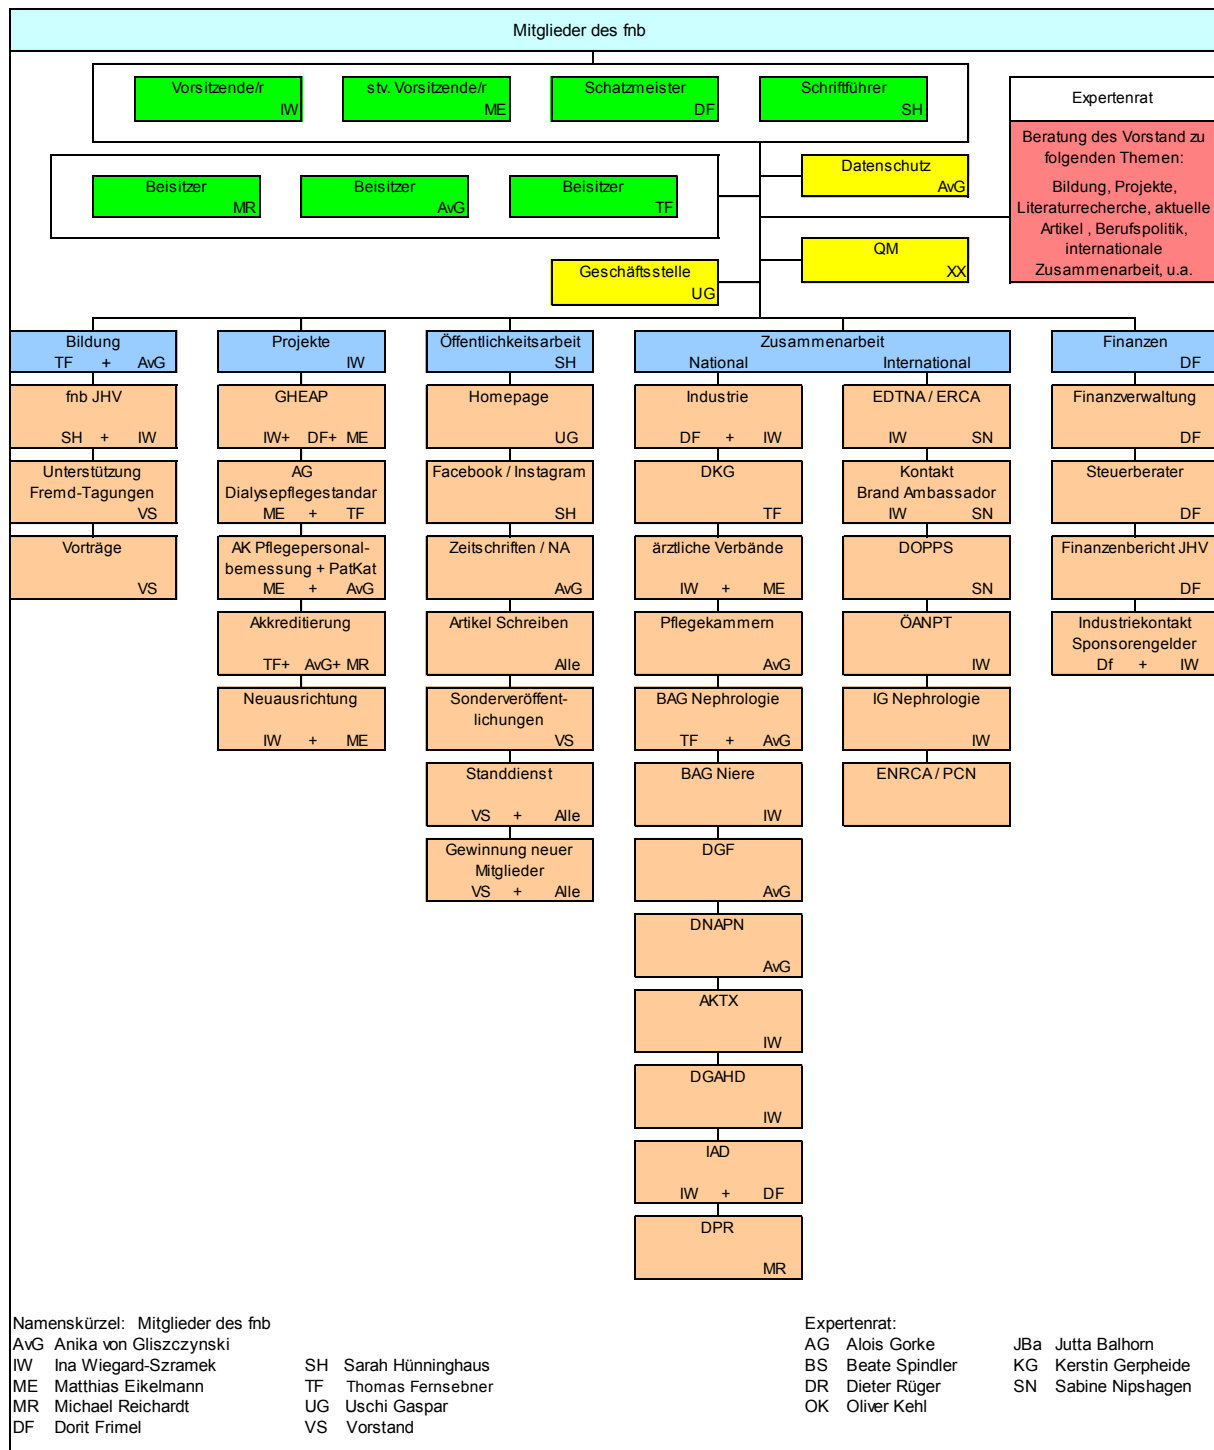 Mitglieder des fnb
Vorsitzende/r
IW
stv. Vorsitzende/r
ME
Schatzmeister
DF
Schriftführer
SH
Expertenrat
Beratung des Vorstand zu
folgenden Themen:
Bildung, Projekte,
Literaturrecherche, aktuelle
Artikel , Berufspolitik,
internationale
Zusammenarbeit, u.a.
Datenschutz
AvG
Beisitzer
MR
Beisitzer
AvG
Beisitzer
TF
QM
XX
Geschäftsstelle
UG
Bildung
TF + AvG
fnb JHV
SH + IW
Unterstützung
Fremd-Tagungen
VS
Vorträge
VS
Projekte
IW
GHEAP
IW+ DF+ ME
AG
Dialysepflegestandar
ME + TF
AK Pflegepersonal-
bemessung + PatKat
ME + AvG
Akkreditierung
TF+ AvG+ MR
Neuausrichtung
IW + ME
Öffentlichkeitsarbeit
SH
Homepage
UG
Facebook / Instagram
SH
Zeitschriften / NA
AvG
Artikel Schreiben
Alle
Sonderveröffent-
lichungen
VS
Standdienst
VS + Alle
Gewinnung neuer
Mitglieder
VS + Alle
Zusammenarbeit
National International
Industrie
DF + IW
DKG
TF
ärztliche Verbände
IW + ME
Pflegekammern
AvG
BAG Nephrologie
TF + AvG
BAG Niere
IW
DGF
AvG
DNAPN
AvG
AKTX
IW
DGAHD
IW
IAD
IW + DF
DPR
MR
EDTNA / ERCA
IW SN
Kontakt
Brand Ambassador
IW SN
DOPPS
SN
ÖANPT
IW
IG Nephrologie
IW
ENRCA / PCN
Finanzen
DF
Finanzverwaltung
DF
Steuerberater
DF
Finanzenbericht JHV
DF
Industriekontakt
Sponsorengelder
Df + IW
Namenskürzel: Mitglieder des fnb
AvG Anika von Gliszczynski
IW Ina Wiegard-Szramek
ME Matthias Eikelmann
MR Michael Reichardt
DF Dorit Frimel
SH Sarah Hünninghaus
TF Thomas Fernsebner
UG Uschi Gaspar
VS Vorstand
Expertenrat:
AG Alois Gorke
BS Beate Spindler
DR Dieter Rüger
OK Oliver Kehl
JBa Jutta Balhorn
KG Kerstin Gerpheide
SN Sabine Nipshagen